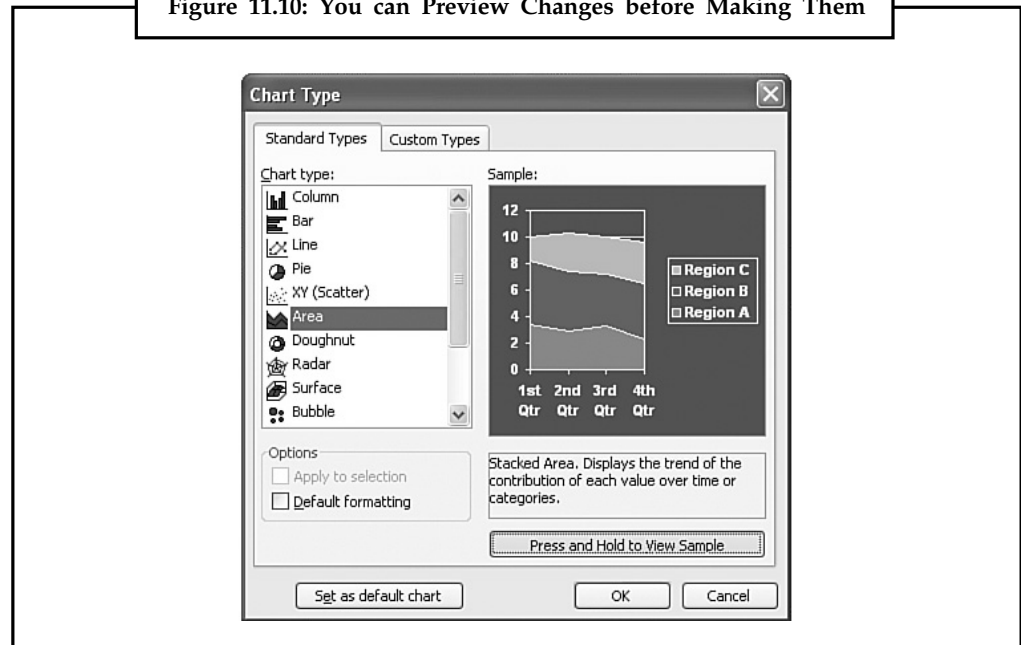 Figure 11.10: You can Preview Changes before Making Them
Chart Type
Standard Types
Custom Types
Chart type:
Column
Bar
Line
Pie
XY (Scatter)
Area
Doughnut
Radar
Surface
Bubble
Options
Apply to selection
Default formatting
Sample:
12
10
8
6
4
2
0
1st Qtr
2nd Qtr
3rd Qtr
4th Qtr
Region C
Region B
Region A
Stacked Area. Displays the trend of the
contribution of each value over time or
categories.
Press and Hold to View Sample
Set as default chart
OK
Cancel